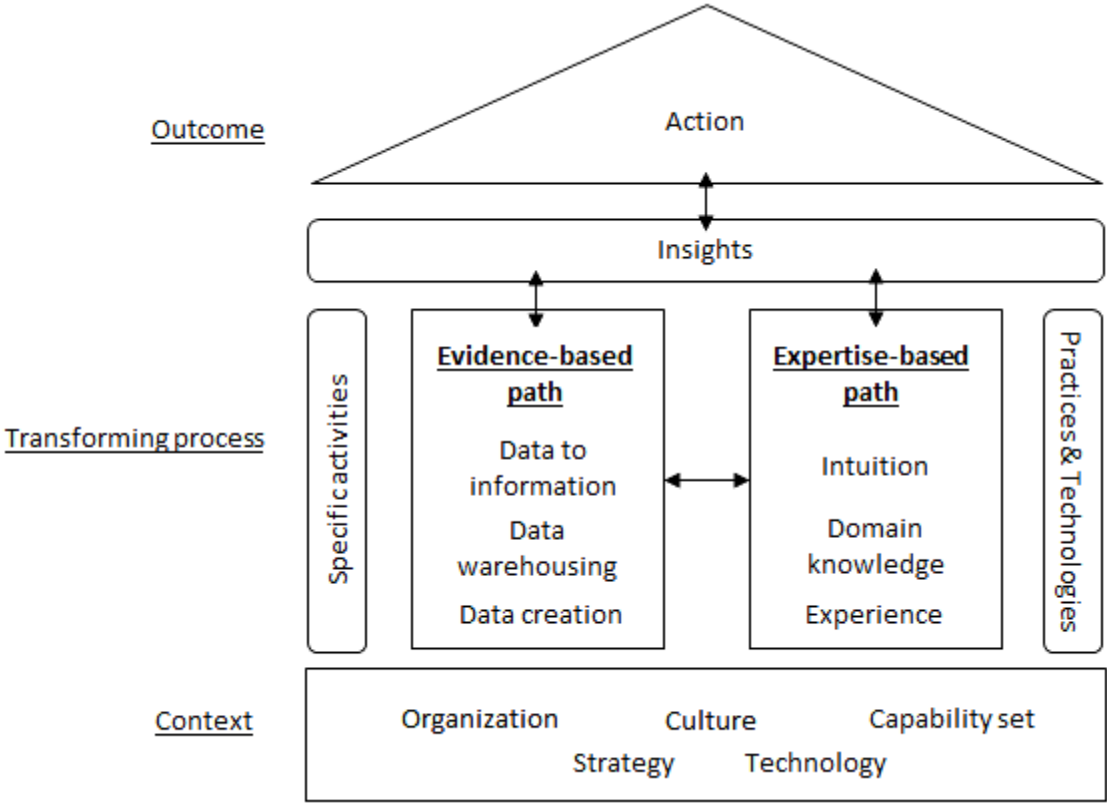 Action
Outcome
Insights
Evidence-based
path
Expertise-based
path
Data to
information
Intuition
Data
warehousing
Domain
knowledge
Data creation
Experience
Transforming process
Specific activities
Practices & Technologies
Context
Organization
Culture
Capability set
Strategy
Technology